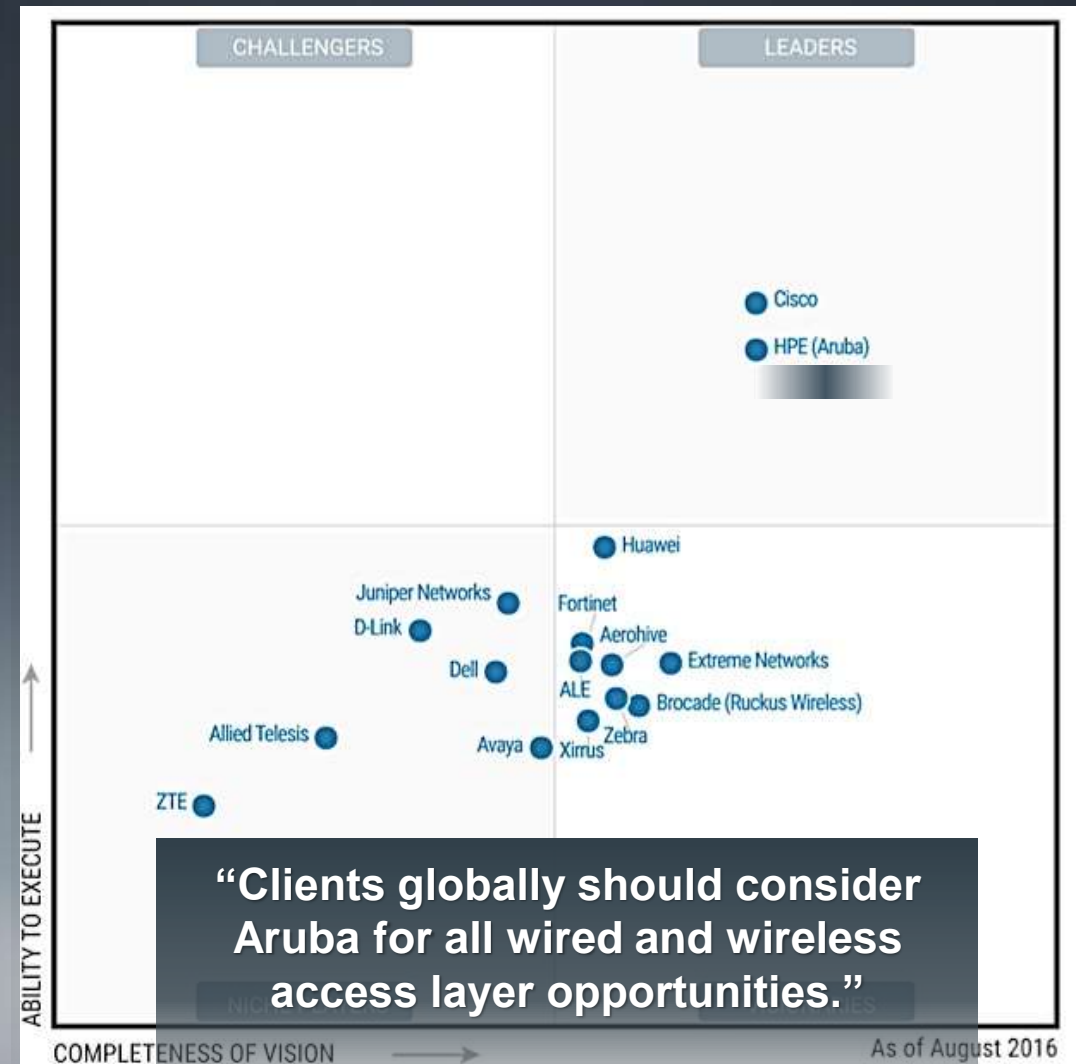 CHALLENGERS
LEADERS
Cisco
HPE (Aruba)
Huawei
Juniper Networks
Fortinet
D-Link
Aerohive
Dell
Extreme Networks
ALE
Brocade (Ruckus Wireless)
Allied Telesis
Zebra
Avaya
Xirrus
ZTE
ABILITY TO EXECUTE
“Clients globally should consider
Aruba for all wired and wireless
access layer opportunities.”
COMPLETENESS OF VISION
As of August 2016